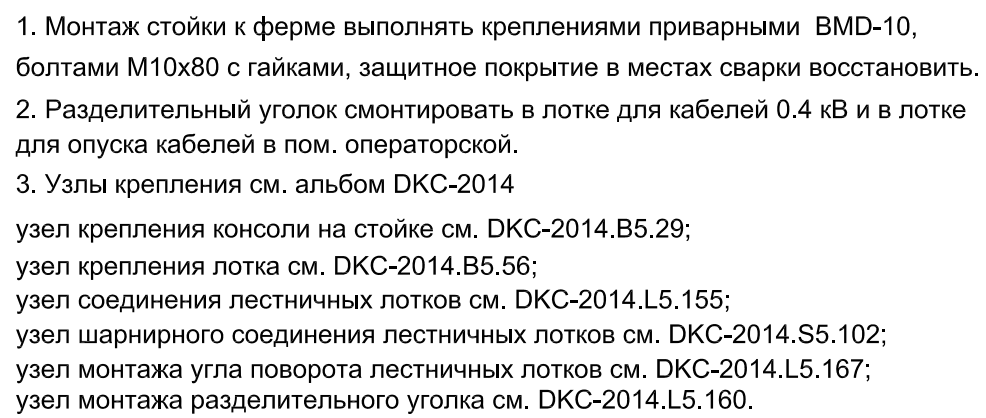 1. Монтаж стойки к ферме выполнять креплениями приварными BMD-10,
болтами М10х80 с гайками, защитное покрытие в местах сварки восстановить.
2. Разделительный уголок смонтировать в лотке для кабелей 0.4 кВ и в лотке
для опуска кабелей в пом. операторской.
3. Узлы крепления см. альбом DKC-2014
узел крепления консоли на стойке см. DKC-2014.B5.29;
узел крепления лотка см. DKC-2014.B5.56;
узел соединения лестничных лотков см. DKC-2014.L5.155;
узел шарнирного соединения лестничных лотков см. DKC-2014.S5.102;
узел монтажа угла поворота лестничных лотков см. DKC-2014.L5.167;
узел монтажа разделительного уголка см. DKC-2014.L5.160.